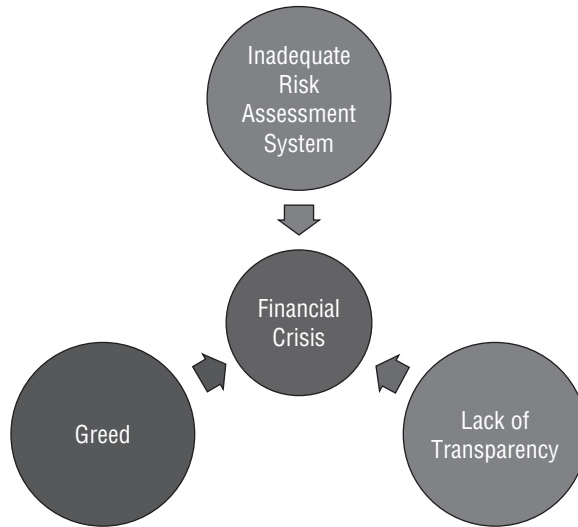 Inadequate
Risk
Assessment
System
Financial
Crisis
Greed
Lack of
Transparency